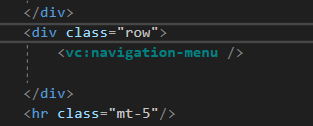 </div>
<div class="row">
<vc:navigation-menu />
</div>
<hr class="mt-5"/>